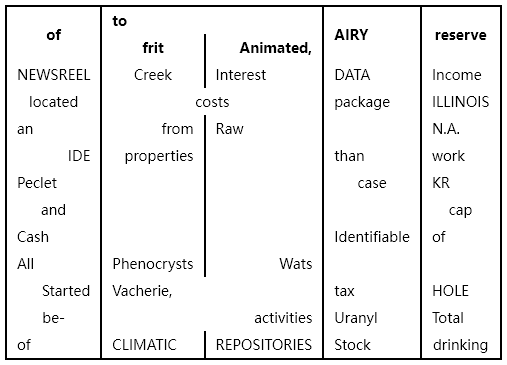 of to AIRY reserve
frit Animated,
NEWSREEL Creek Interest DATA Income
located costs package ILLINOIS
an from Raw N.A.
IDE properties than work
Peclet case KR
and cap
Cash Identifiable of
All Phenocrysts Wats
Started Vacherie, tax HOLE
be- activities Uranyl Total
of CLIMATIC REPOSITORIES Stock drinking